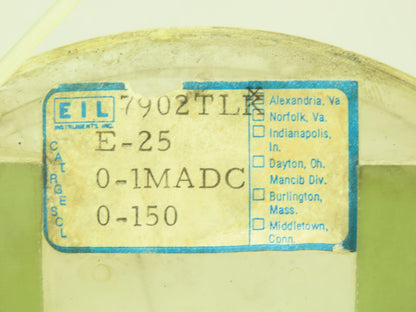 EIL
INSTRUMENTS, INC.
7902TLK
E-25
0-1MADC
0-150
CAT
RGE
SCL
Alexandria, Va
Norfolk, Va.
Indianapolis,
In.
Dayton, Oh.
Mancib Div.
Burlington,
Mass.
Middletown,
Conn.